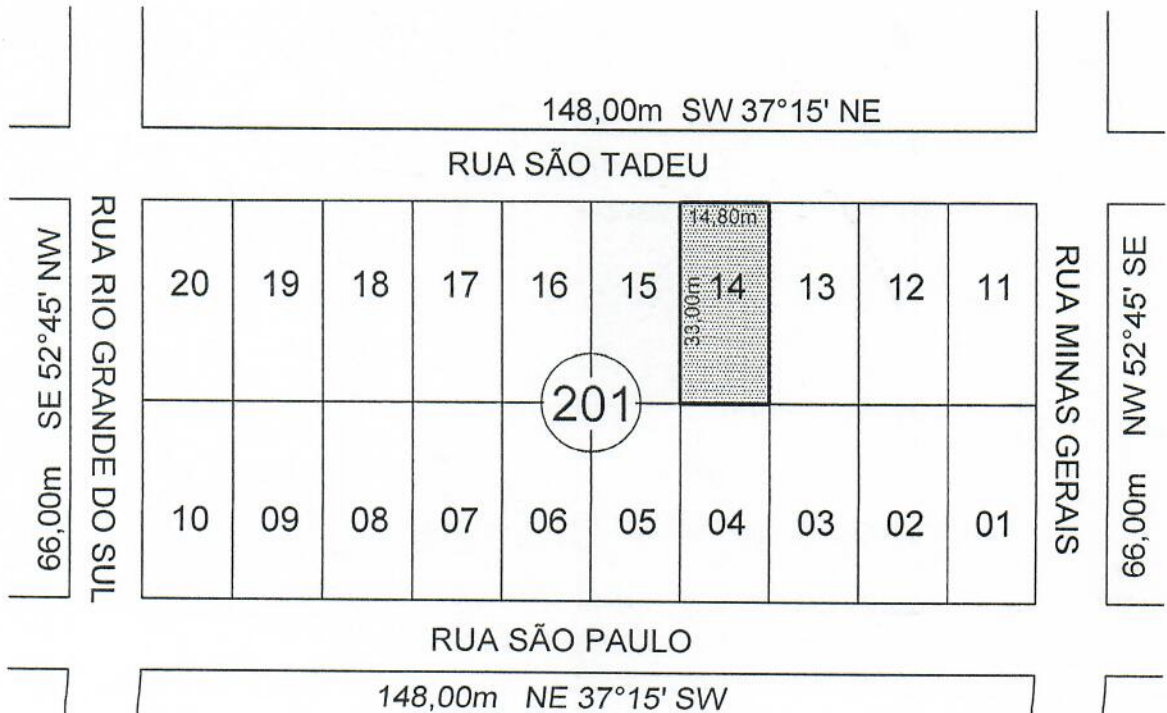 148,00m SW 37°15' NE
RUA SÃO TADEU
RUA RIO GRANDE DO SUL
66,00m SE 52°45' NW
20 19 18 17 16 15 14 13 12 11
14,80m
33,00m
201
10 09 08 07 06 05 04 03 02 01
RUA MINAS GERAIS
66,00m NW 52°45' SE
RUA SÃO PAULO
148,00m NE 37°15' SW